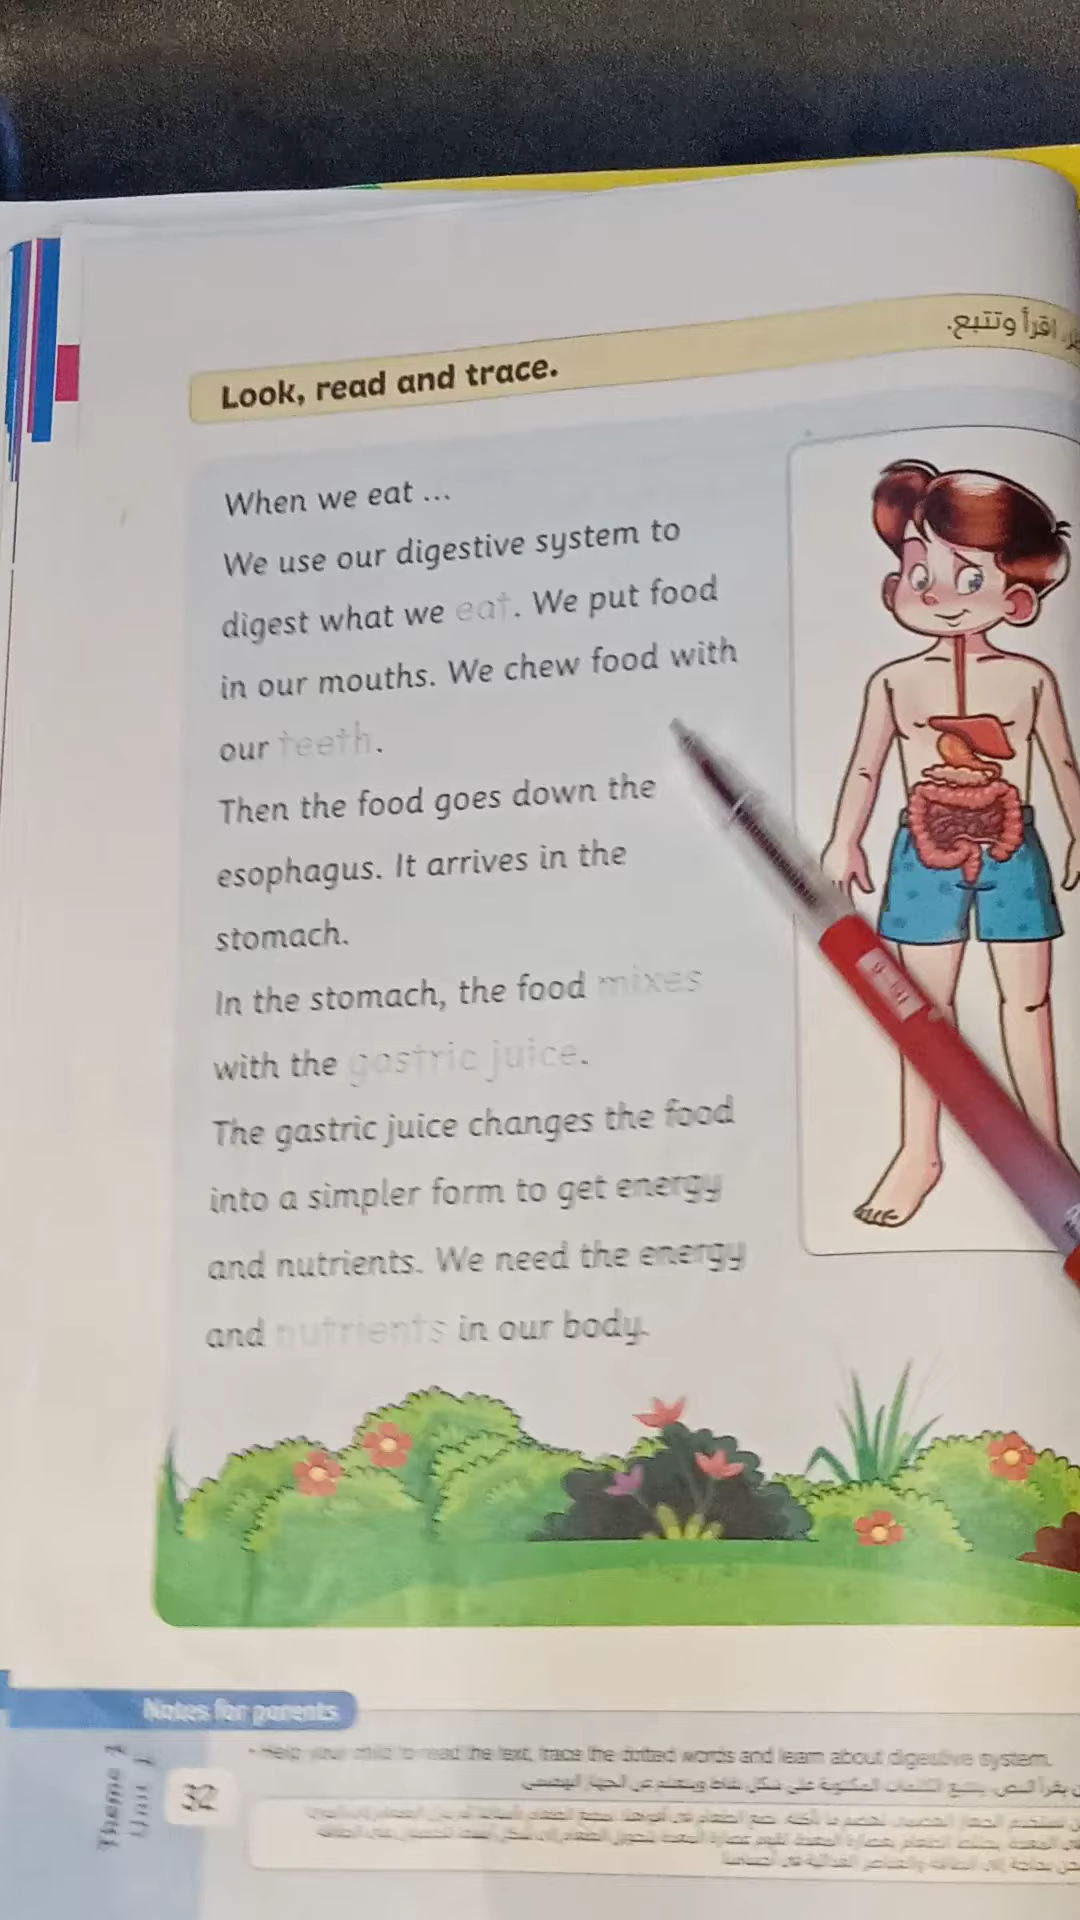 اقرأ وتتبع.
Look, read and trace.
When we eat ...
We use our digestive system to
digest what we eat. We put food
in our mouths. We chew food with
our teeth.
Then the food goes down the
esophagus. It arrives in the
stomach.
In the stomach, the food mixes
with the gastric juice.
The gastric juice changes the food
into a simpler form to get energy
and nutrients. We need the energy
and nutrients in our body.
Notes for parents
• Help your child to read the text, trace the dotted words and learn about digestive system.
32
Theme 1
Unit 1